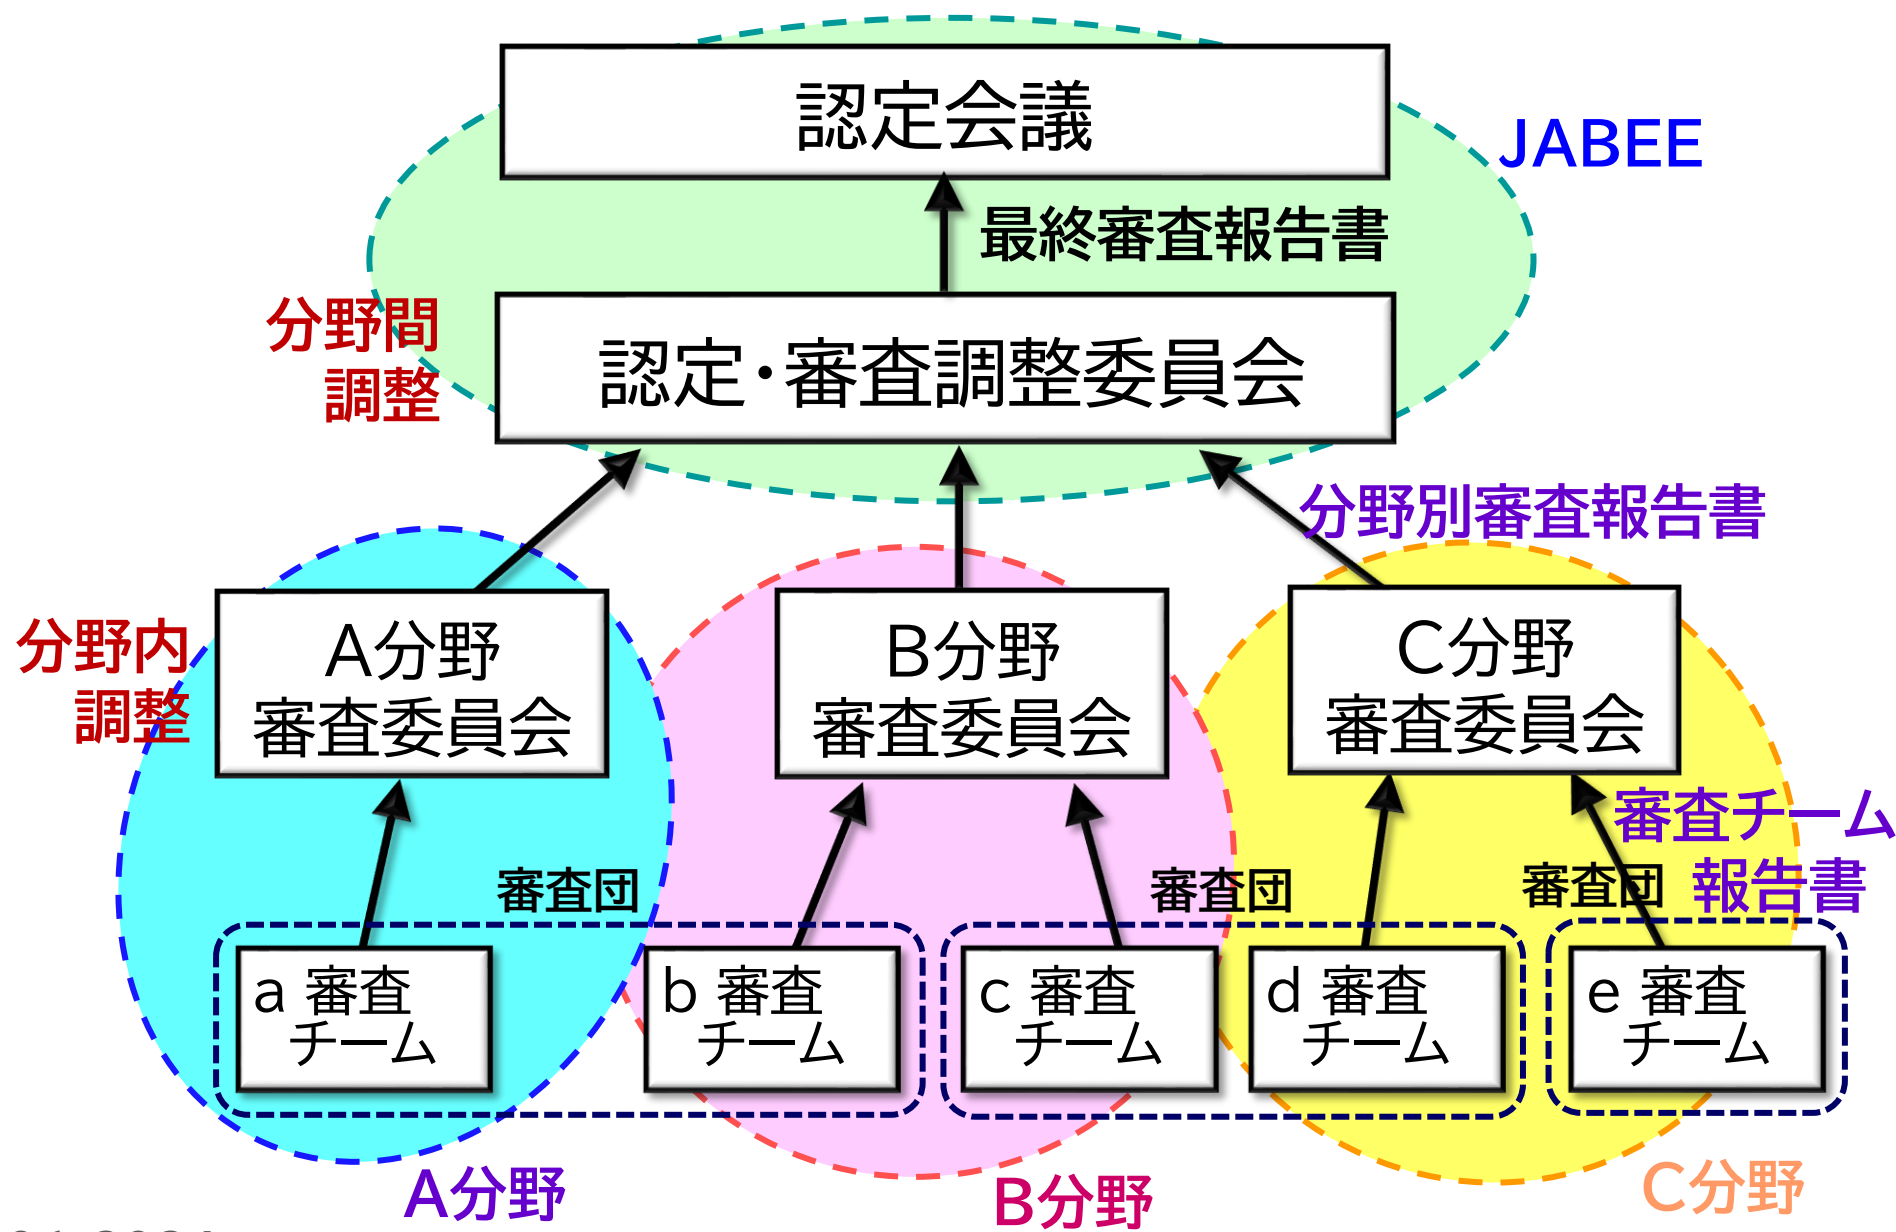 認定会議
JABEE
最終審査報告書
分野間
調整
認定・審査調整委員会
分野別審査報告書
分野内
調整
A分野
審査委員会
B分野
審査委員会
C分野
審査委員会
審査チーム
報告書
審査団
審査団
審査団
a 審査
チーム
b 審査
チーム
c 審査
チーム
d 審査
チーム
e 審査
チーム
A分野
B分野
C分野